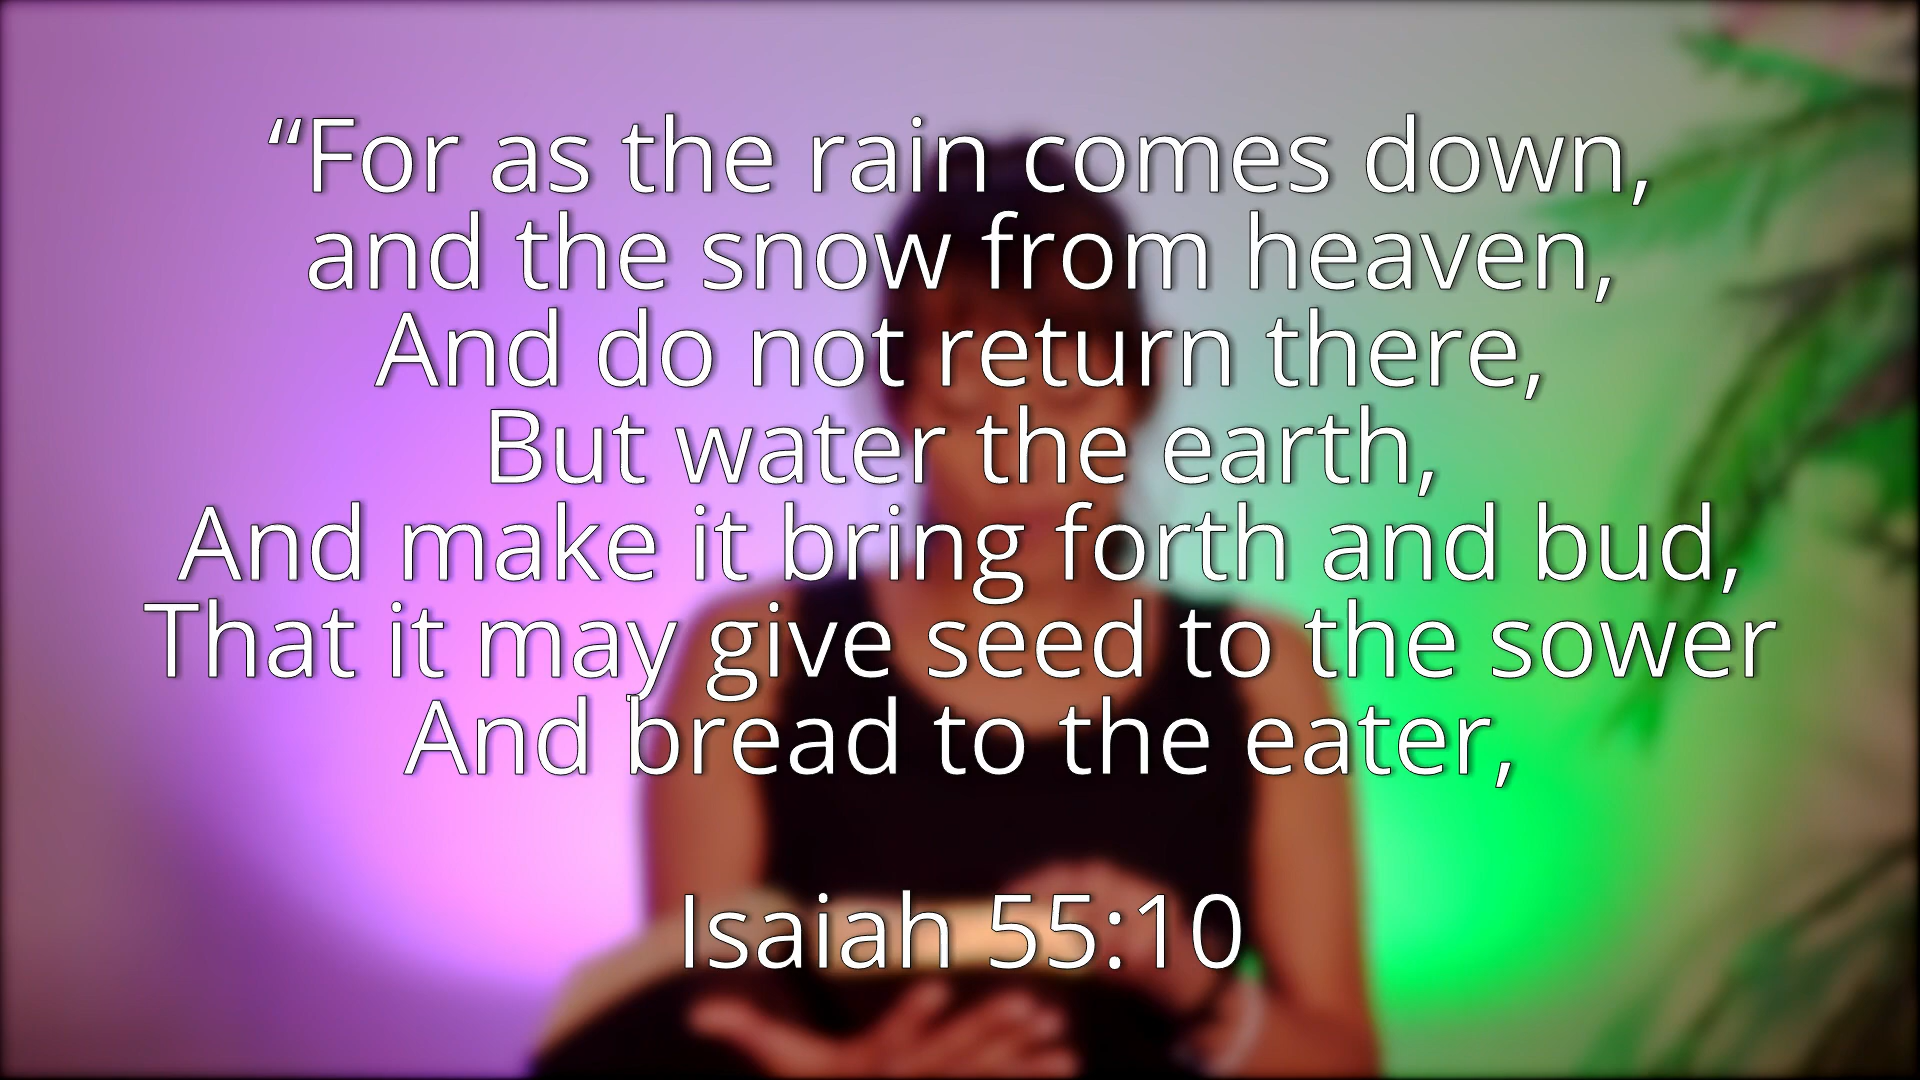 “For as the rain comes down,
and the snow from heaven,
And do not return there,
But water the earth,
And make it bring forth and bud,
That it may give seed to the sower
And bread to the eater,
Isaiah 55:10